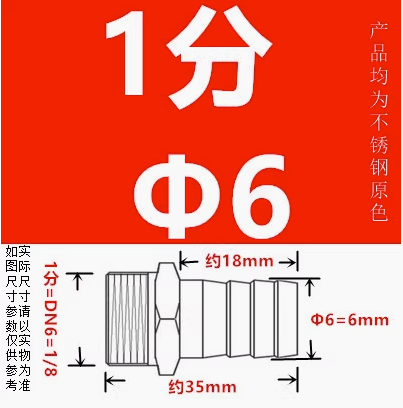 1分
Φ6
产品均为不锈钢原色
如图尺寸参数仅供参考
实际尺寸请以实物为准
1分=DN6=1/8
约18mm
Φ6=6mm
约35mm